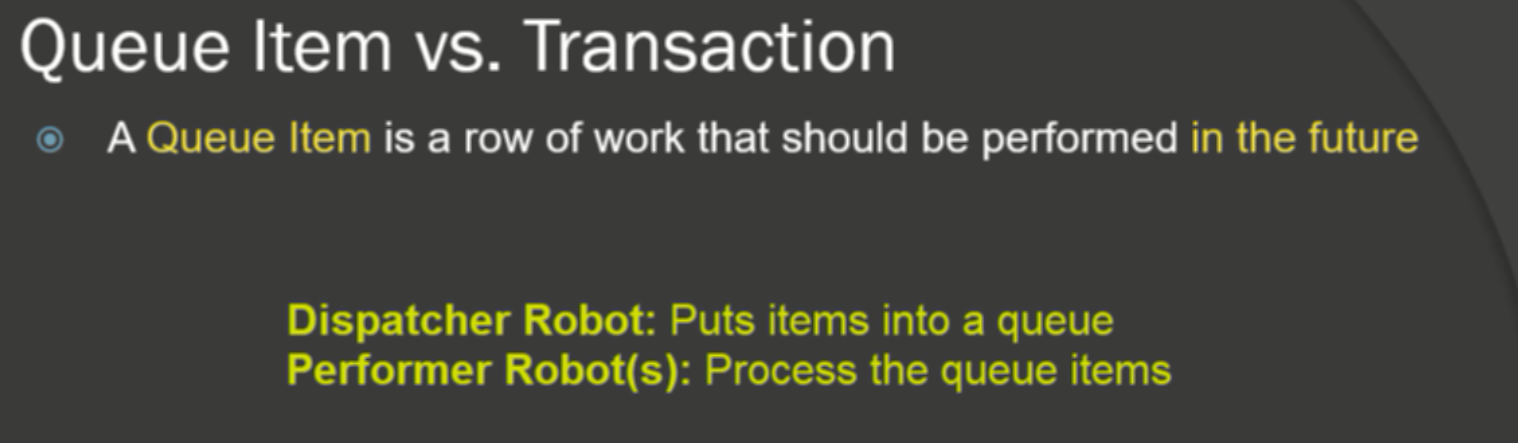 Queue Item vs. Transaction
A Queue Item is a row of work that should be performed in the future
Dispatcher Robot: Puts items into a queue
Performer Robot(s): Process the queue items